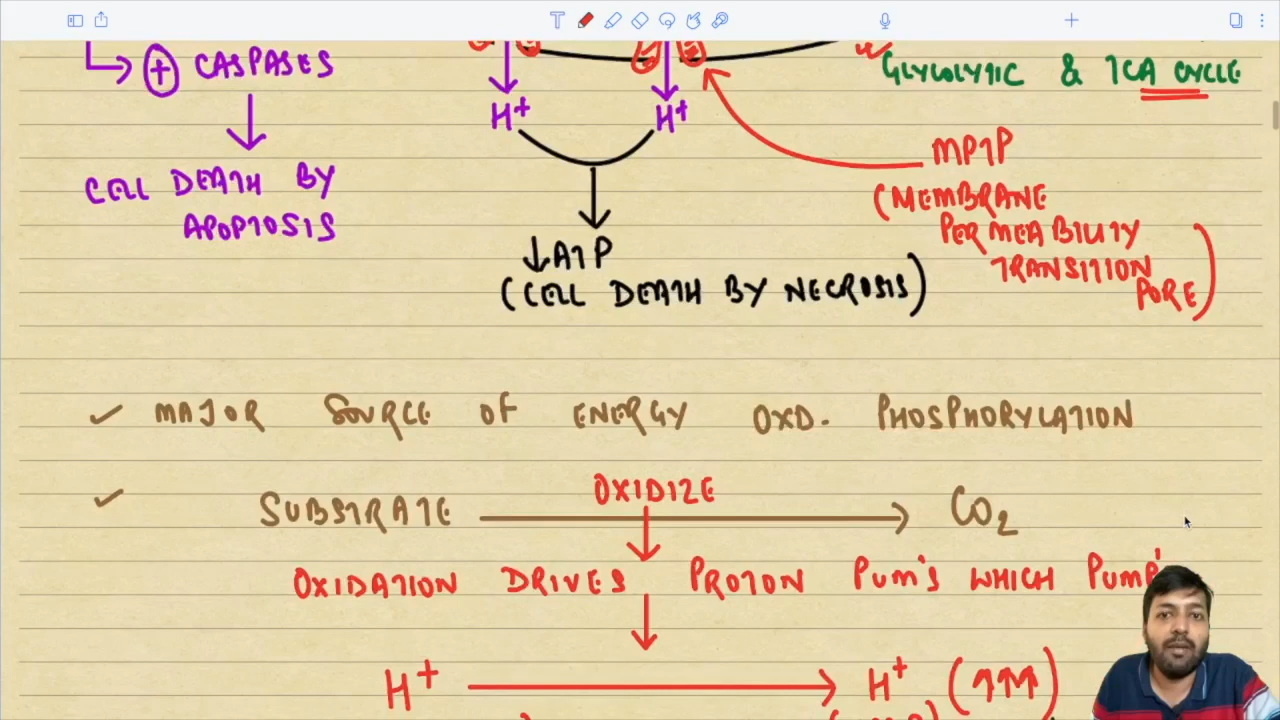 + CASPASES
GLYCOLYTIC & TCA CYCLE
H+ H+
MPTP
(MEMBRANE
PERMEABILITY
TRANSITION
PORE)
CELL DEATH BY
APOPTOSIS
↓ATP
(CELL DEATH BY NECROSIS)
✓ MAJOR SOURCE OF ENERGY OXD. PHOSPHORYLATION
OXIDIZE
✓ SUBSTRATE → CO2
OXIDATION DRIVES PROTON PUM'S WHICH PUMP'
H+ → H+ (↑↑↑)